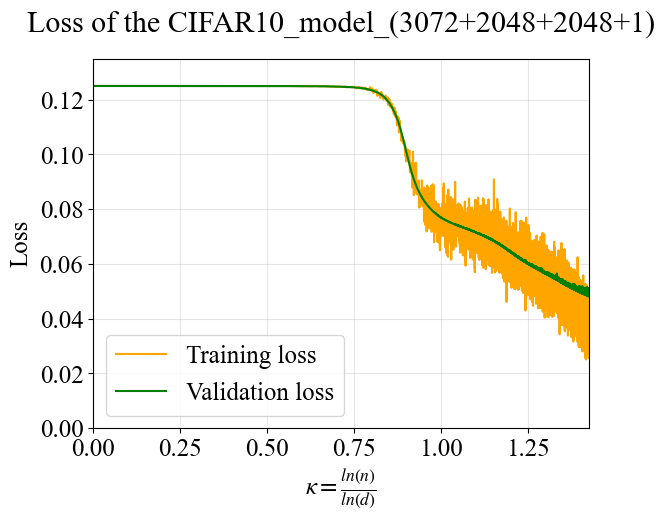 Loss of the CIFAR10_model_(3072+2048+2048+1)
Loss
0.12
0.10
0.08
0.06
0.04
0.02
0.00
Training loss
Validation loss
0.00 0.25 0.50 0.75 1.00 1.25
κ = ln(n)/ln(d)